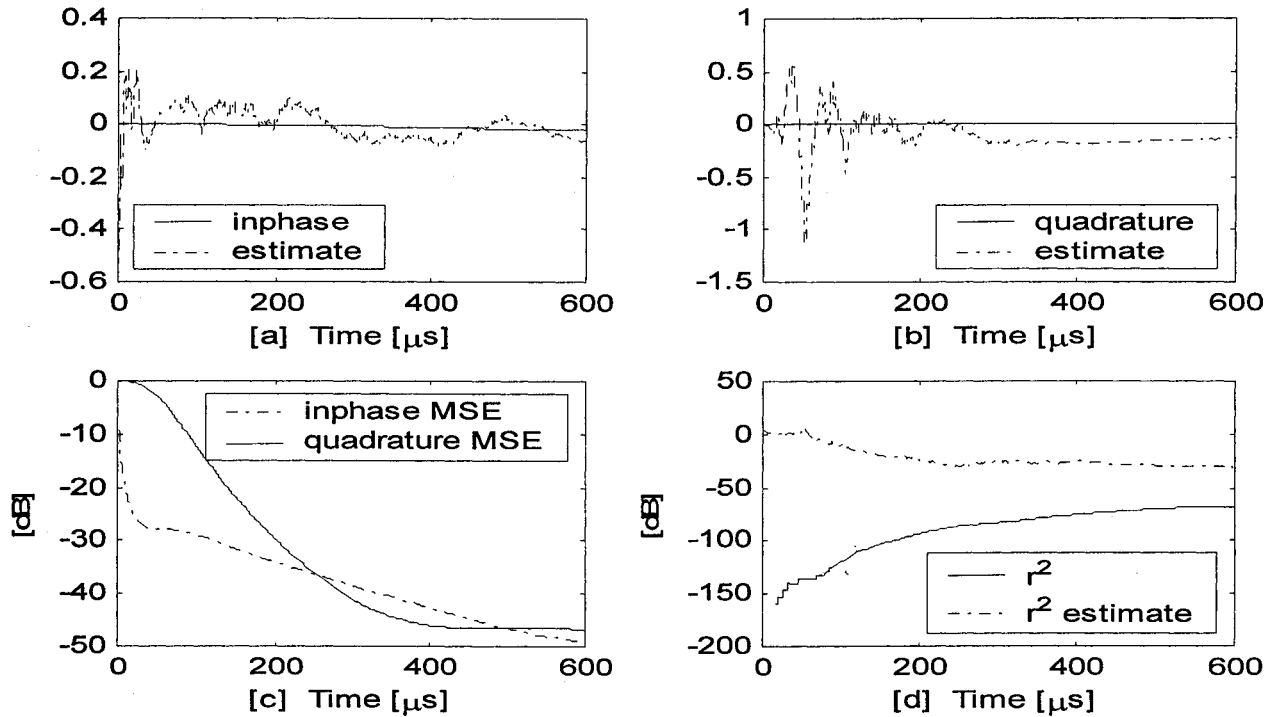 0.4
0.2
0
-0.2
-0.4
-0.6
inphase
estimate
0 200 400 600
[a] Time [μs]
1
0.5
0
-0.5
-1
-1.5
quadrature
estimate
0 200 400 600
[b] Time [μs]
0
-10
-20
-30
-40
-50
[dB]
inphase MSE
quadrature MSE
0 200 400 600
[c] Time [μs]
50
0
-50
-100
-150
-200
[dB]
r²
r² estimate
0 200 400 600
[d] Time [μs]